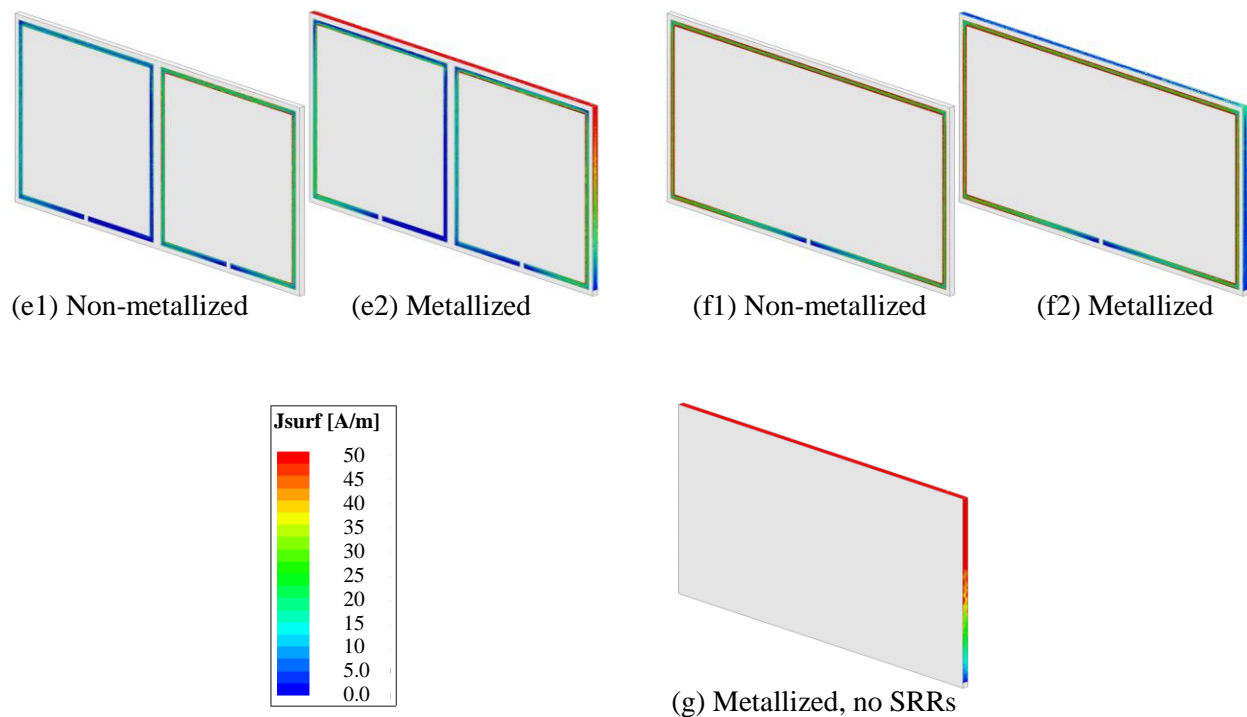 (e1) Non-metallized
(e2) Metallized
(f1) Non-metallized
(f2) Metallized
Jsurf [A/m]
50
45
40
35
30
25
20
15
10
5.0
0.0
(g) Metallized, no SRRs